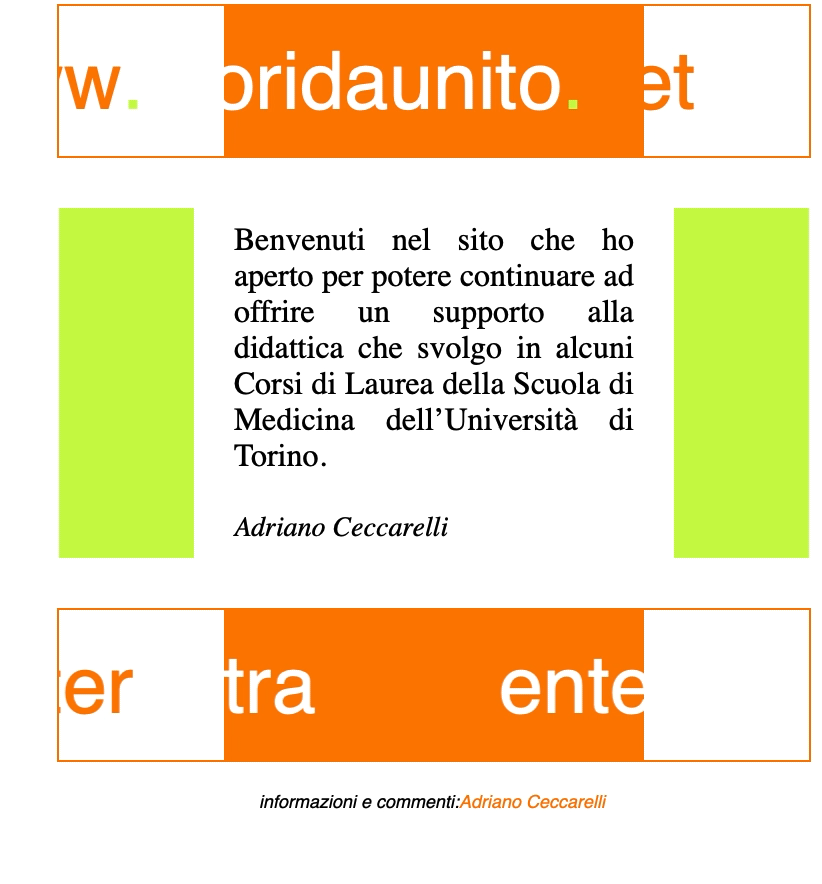 w. oridaunito. et
Benvenuti nel sito che ho
aperto per potere continuare ad
offrire un supporto alla
didattica che svolgo in alcuni
Corsi di Laurea della Scuola di
Medicina dell’Università di
Torino.
Adriano Ceccarelli
er tra ente
informazioni e commenti:Adriano Ceccarelli